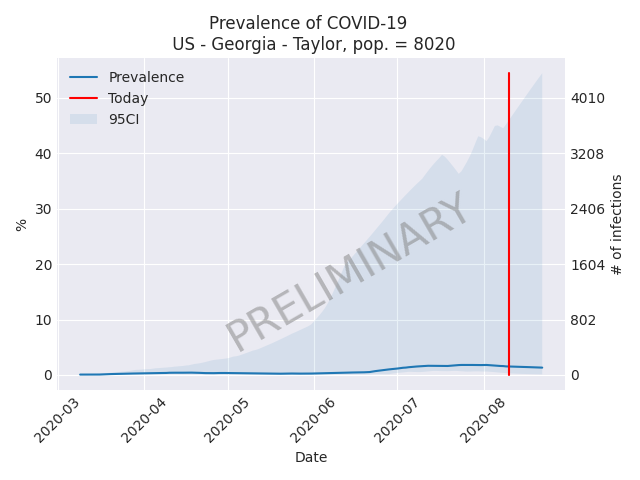 Prevalence of COVID-19
US - Georgia - Taylor, pop. = 8020
Prevalence
Today
95CI
50
40
30
20
10
0
%
4010
3208
2406
1604
802
0
# of infections
PRELIMINARY
2020-03
2020-04
2020-05
2020-06
2020-07
2020-08
Date